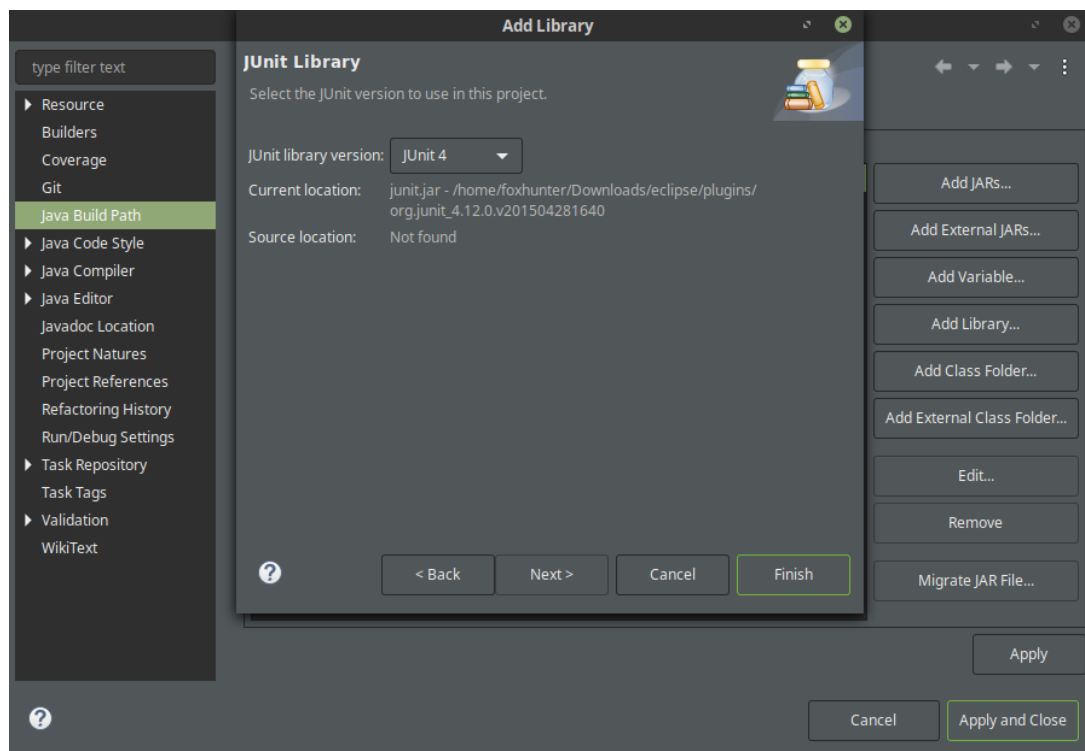 Add Library
type filter text
Resource
Builders
Coverage
Git
Java Build Path
Java Code Style
Java Compiler
Java Editor
Javadoc Location
Project Natures
Project References
Refactoring History
Run/Debug Settings
Task Repository
Task Tags
Validation
WikiText
JUnit Library
Select the JUnit version to use in this project.
JUnit library version: JUnit 4
Current location: junit.jar - /home/foxhunter/Downloads/eclipse/plugins/
org.junit_4.12.0.v201504281640
Source location: Not found
< Back Next > Cancel Finish
Add JARs...
Add External JARs...
Add Variable...
Add Library...
Add Class Folder...
Add External Class Folder...
Edit...
Remove
Migrate JAR File...
Apply
Cancel Apply and Close